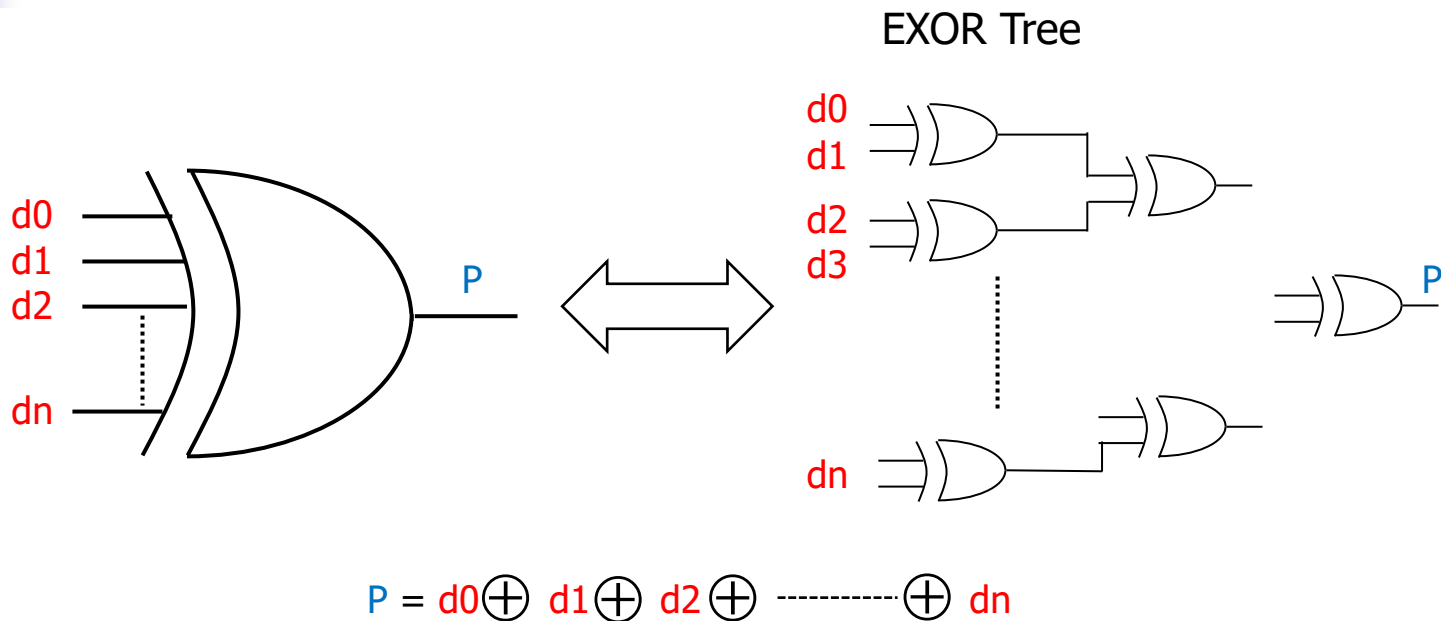 EXOR Tree
d0
d1
d2
dn
P
d0
d1
d2
d3
dn
P
P = d0 ⊕ d1 ⊕ d2 ⊕ ---------- ⊕ dn